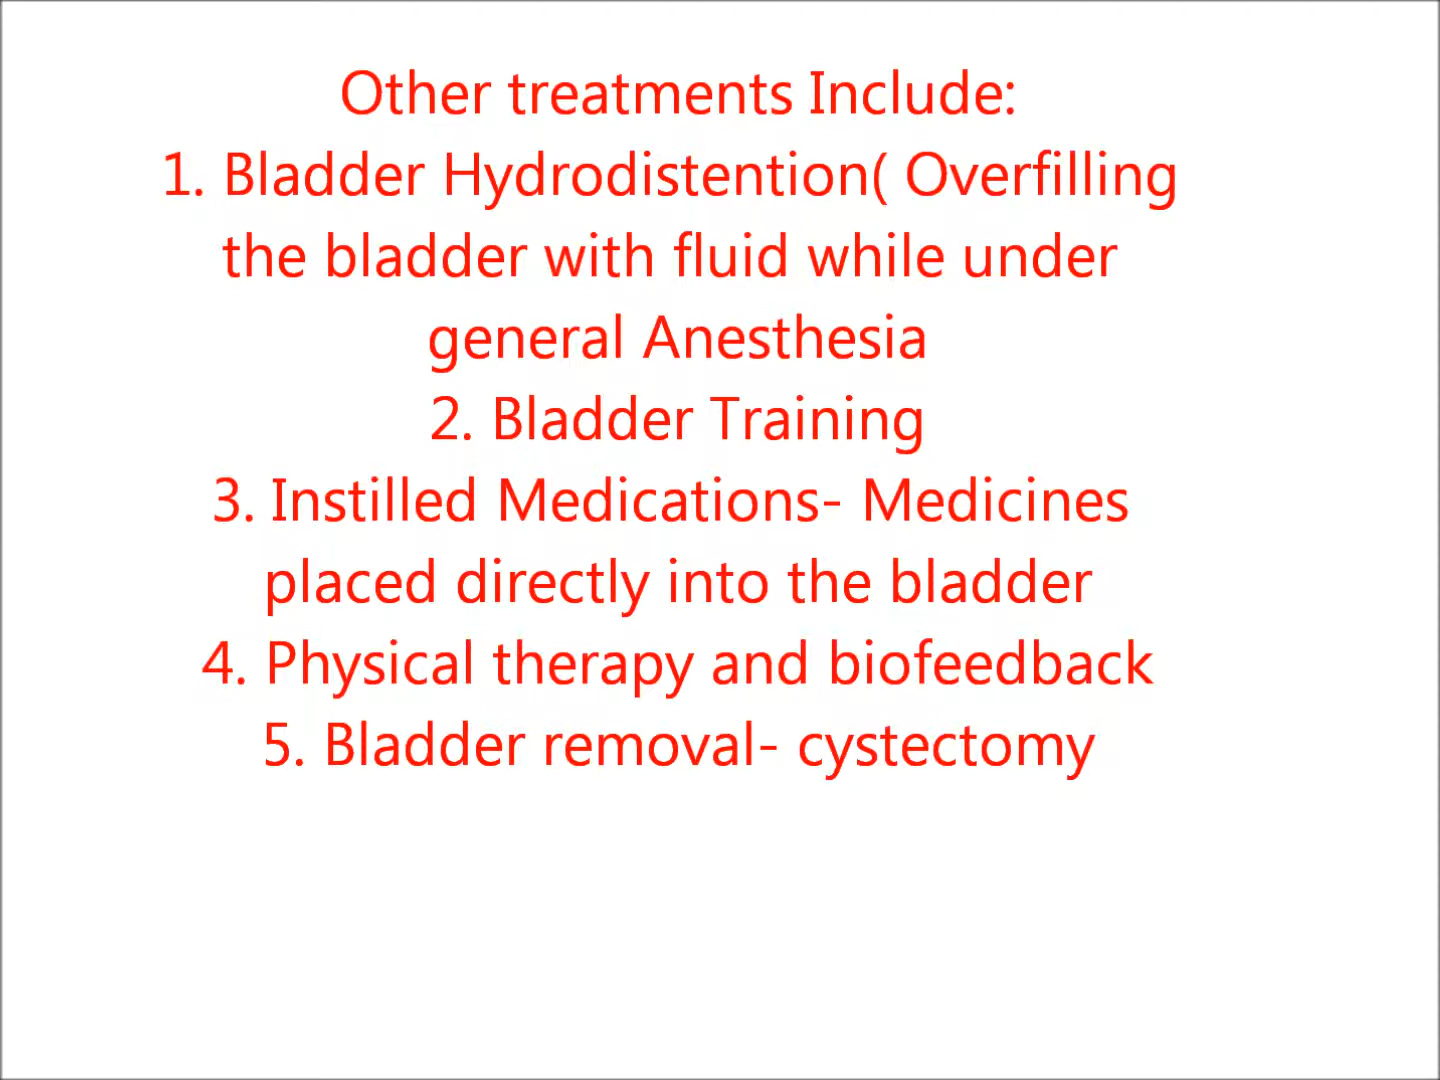 Other treatments Include:
1. Bladder Hydrodistention( Overfilling
the bladder with fluid while under
general Anesthesia
2. Bladder Training
3. Instilled Medications- Medicines
placed directly into the bladder
4. Physical therapy and biofeedback
5. Bladder removal- cystectomy